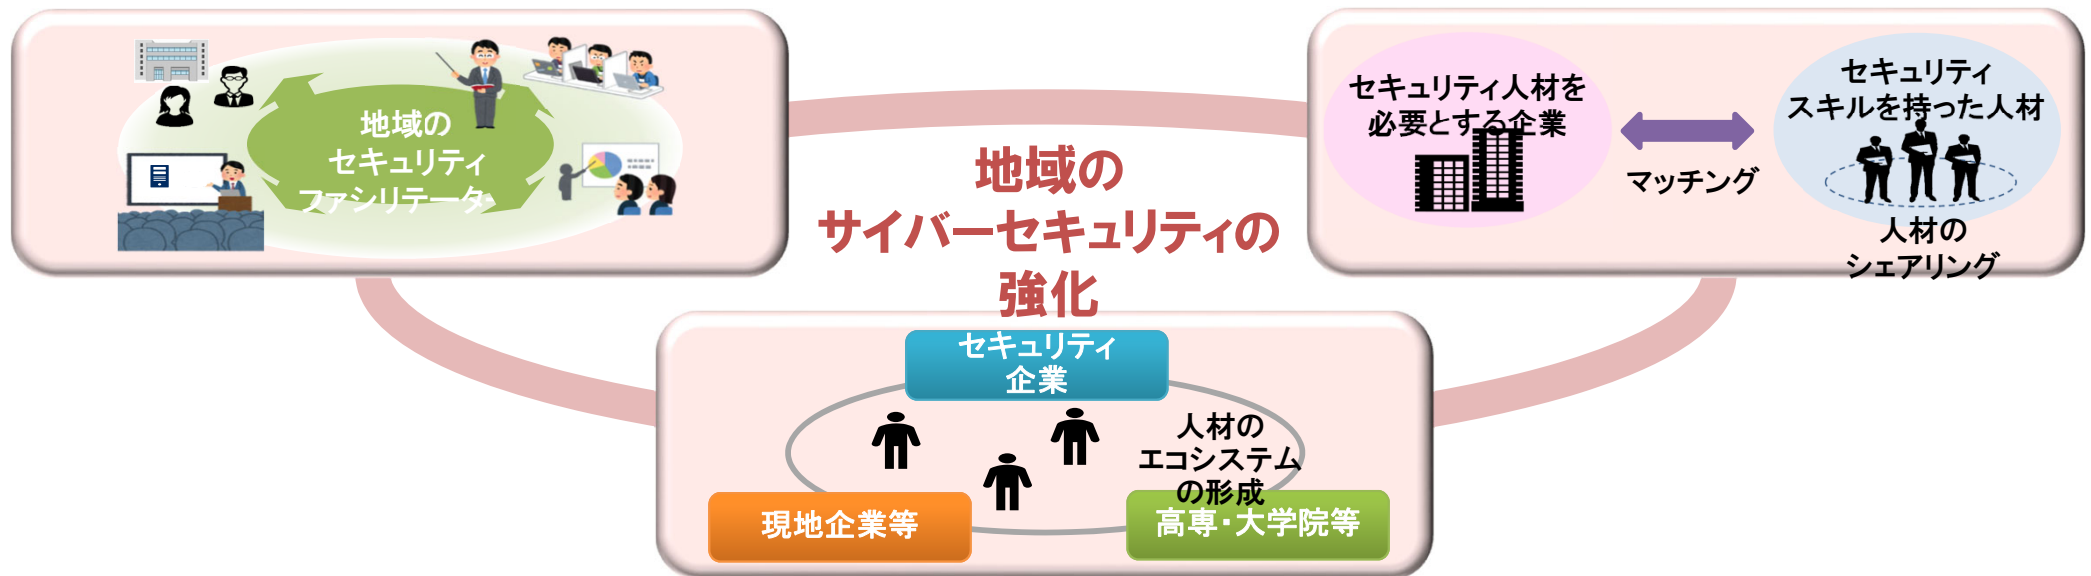 地域の
セキュリティ
ファシリテータ
地域の
サイバーセキュリティの
強化
セキュリティ人材を
必要とする企業
マッチング
セキュリティ
スキルを持った人材
人材の
シェアリング
セキュリティ
企業
人材の
エコシステム
の形成
現地企業等
高専・大学院等